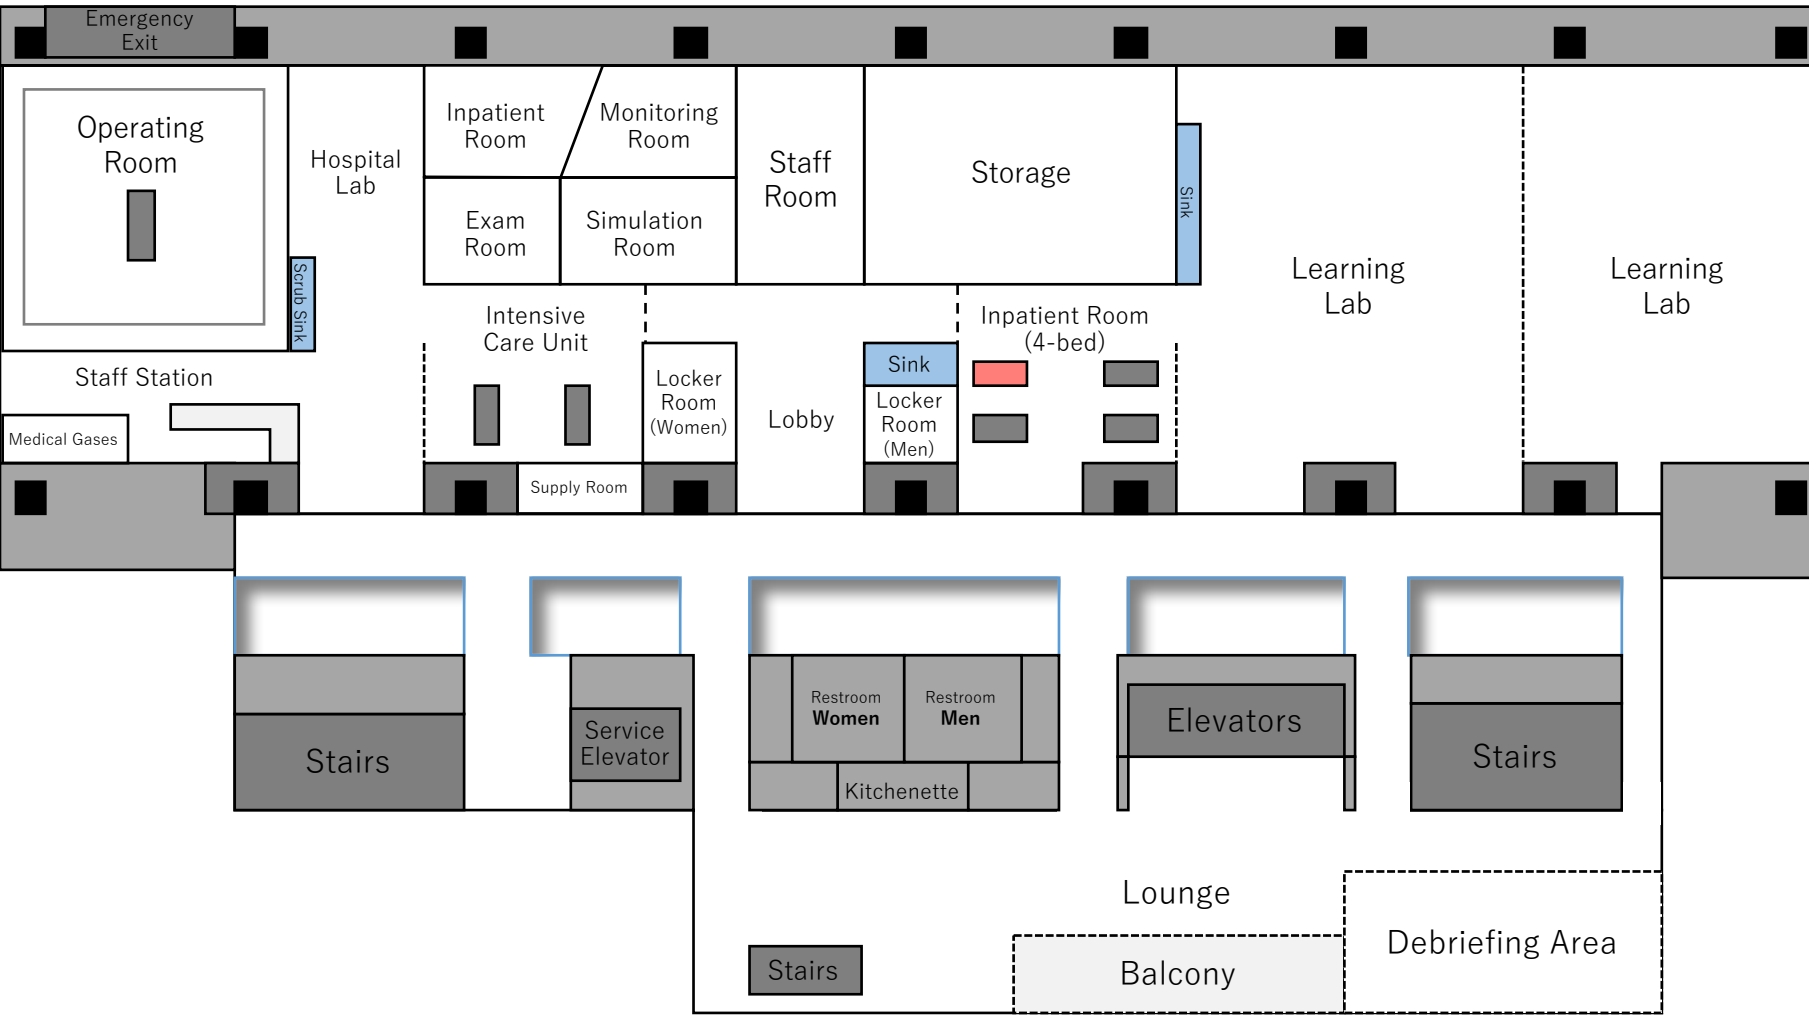 Emergency
Exit
Operating
Room
Hospital
Lab
Inpatient
Room
Monitoring
Room
Exam
Room
Simulation
Room
Staff
Room
Storage
Sink
Learning
Lab
Learning
Lab
Scrub Sink
Intensive
Care Unit
Inpatient Room
(4-bed)
Staff Station
Medical Gases
Locker
Room
(Women)
Lobby
Sink
Locker
Room
(Men)
Supply Room
Stairs
Service
Elevator
Restroom
Women
Restroom
Men
Kitchenette
Elevators
Stairs
Lounge
Stairs
Balcony
Debriefing Area